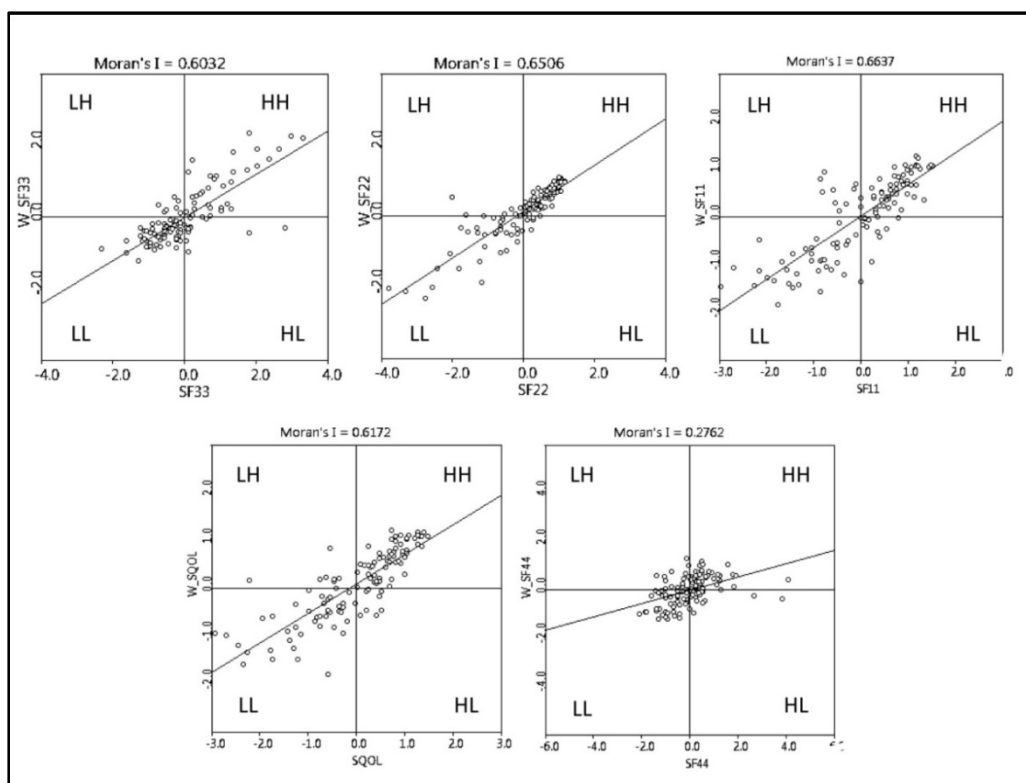 Moran's I = 0.6032
LH HH
2.0
W_SF33
0.0
-2.0
LL HL
-4.0 -2.0 0.0 2.0 4.0
SF33
Moran's I = 0.6506
LH HH
2.0
W_SF22
0.0
-2.0
LL HL
-4.0 -2.0 0.0 2.0 4.0
SF22
Moran's I = 0.6637
LH HH
2.0
1.0
W_SF11
0.0
-1.0
-2.0
LL HL
-3.0 -2.0 -1.0 0.0 1.0 2.0
SF11
Moran's I = 0.6172
LH HH
2.0
1.0
W_SQOL
0.0
-1.0
-2.0
LL HL
-3.0 -2.0 -1.0 0.0 1.0 2.0 3.0
SQOL
Moran's I = 0.2762
LH HH
4.0
2.0
W_SF44
0.0
-2.0
-4.0
LL HL
-6.0 -4.0 -2.0 0.0 2.0 4.0
SF44